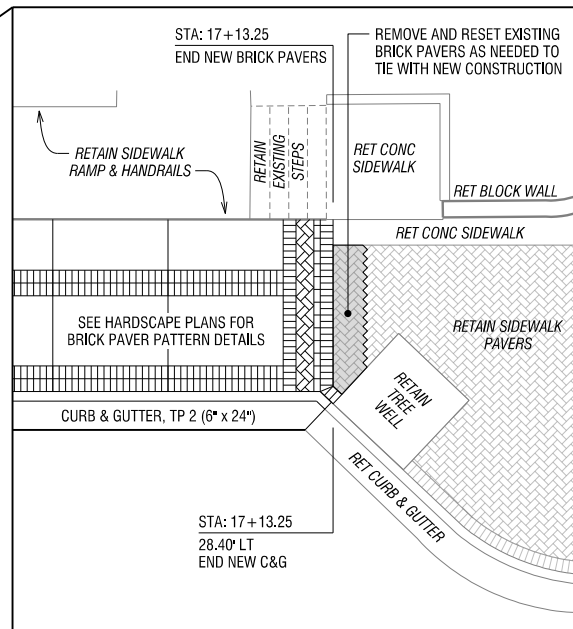 STA: 17+13.25
END NEW BRICK PAVERS
REMOVE AND RESET EXISTING
BRICK PAVERS AS NEEDED TO
TIE WITH NEW CONSTRUCTION
RETAIN SIDEWALK
RAMP & HANDRAILS
RETAIN
EXISTING
STEPS
RET CONC
SIDEWALK
RET BLOCK WALL
RET CONC SIDEWALK
SEE HARDSCAPE PLANS FOR
BRICK PAVER PATTERN DETAILS
RETAIN SIDEWALK
PAVERS
RETAIN
TREE
WELL
CURB & GUTTER, TP 2 (6" x 24")
RET CURB & GUTTER
STA: 17+13.25
28.40' LT
END NEW C&G